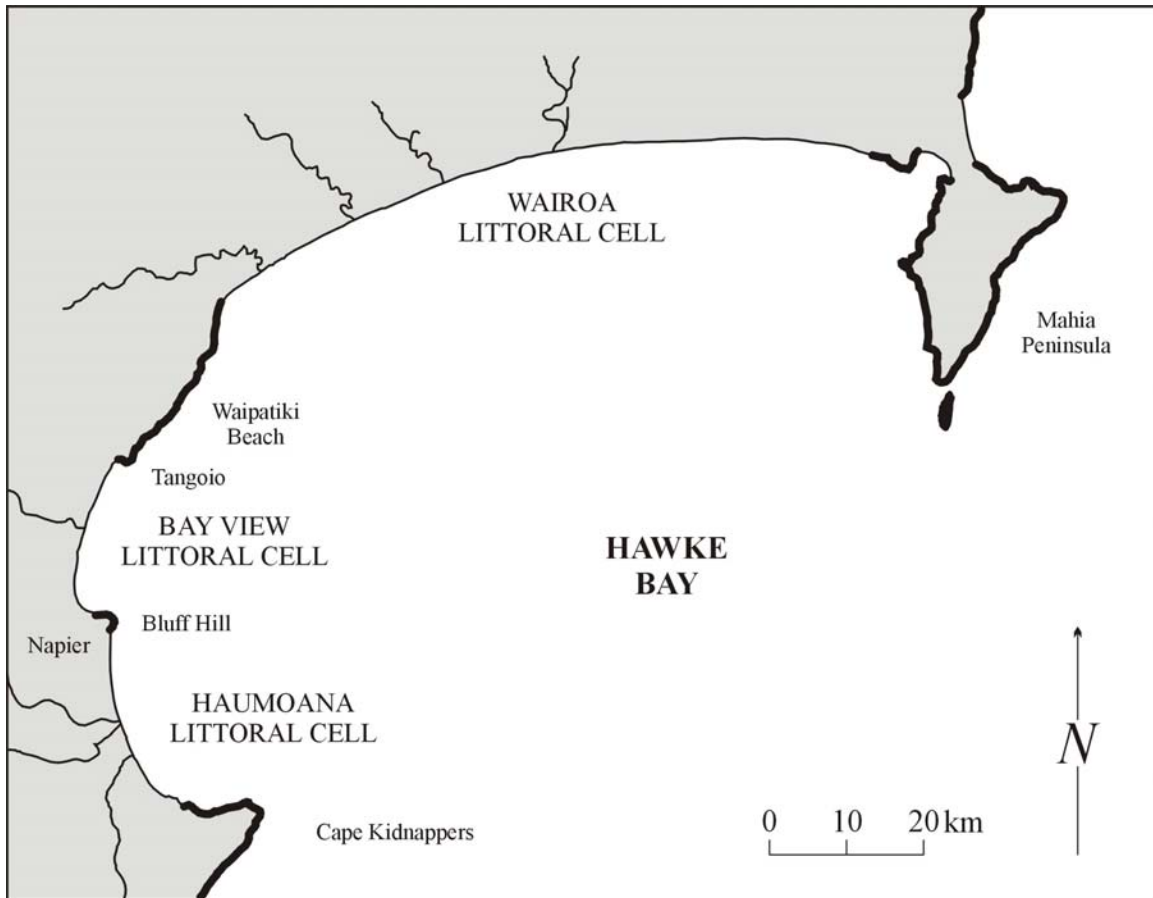 WAIROA
LITTORAL CELL
Mahia
Peninsula
Waipatiki
Beach
Tangoio
BAY VIEW
LITTORAL CELL
HAWKE
BAY
Bluff Hill
Napier
HAUMOANA
LITTORAL CELL
N
0 10 20 km
Cape Kidnappers